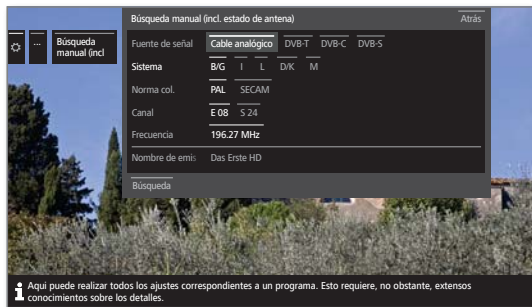 Búsqueda manual (incl. estado de antena) Atrás
... Búsqueda manual (incl
Fuente de señal Cable analógico DVB-T DVB-C DVB-S
Sistema B/G I L D/K M
Norma col. PAL SECAM
Canal E 08 S 24
Frecuencia 196.27 MHz
Nombre de emis Das Erste HD
Búsqueda
Aqui puede realizar todos los ajustes correspondientes a un programa. Esto requiere, no obstante, extensos
conocimientos sobre los detalles.